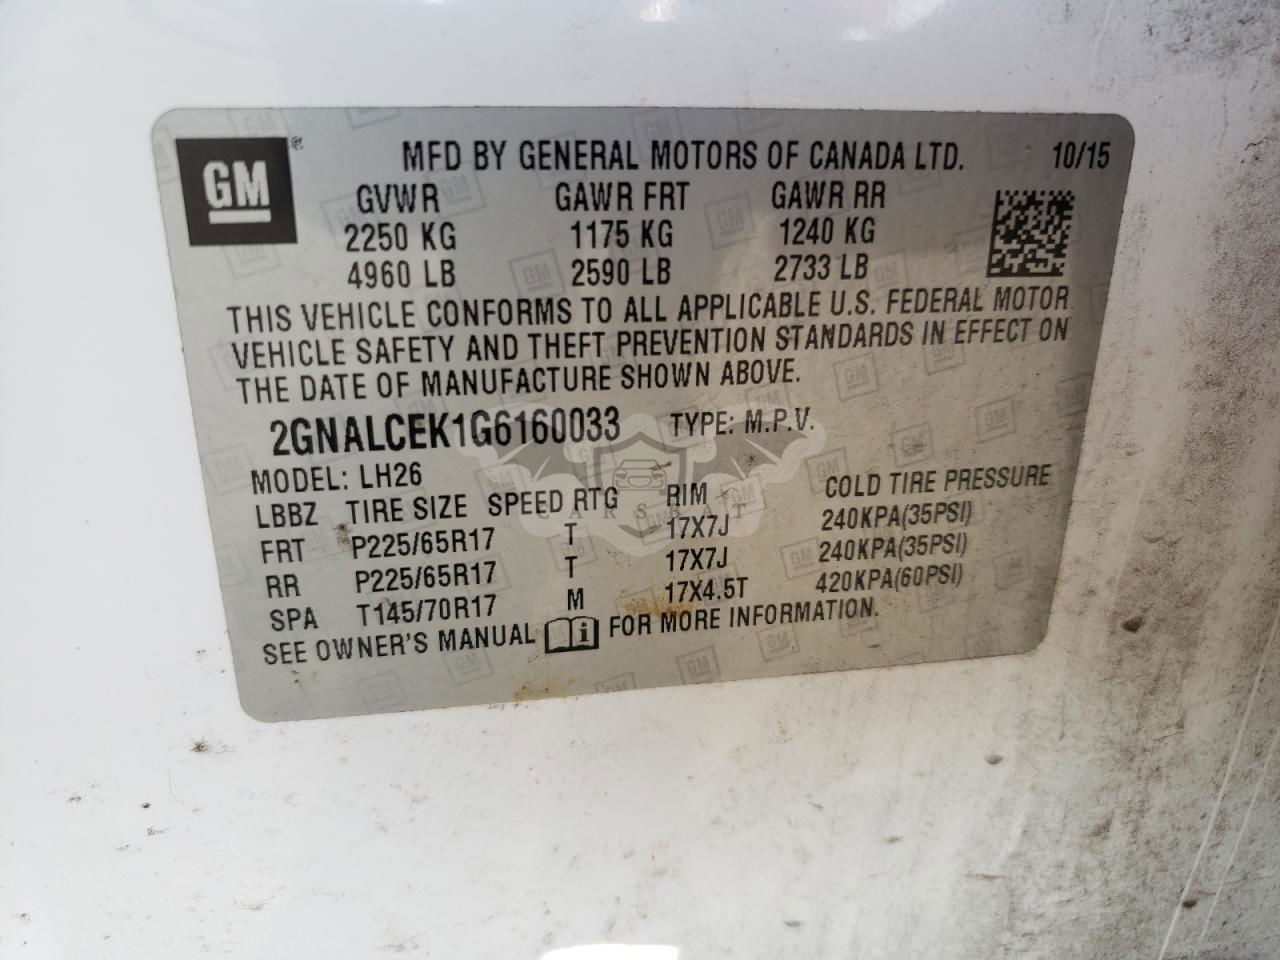 GM
MFD BY GENERAL MOTORS OF CANADA LTD. 10/15
GVWR GAWR FRT GAWR RR
2250 KG 1175 KG 1240 KG
4960 LB 2590 LB 2733 LB
THIS VEHICLE CONFORMS TO ALL APPLICABLE U.S. FEDERAL MOTOR
VEHICLE SAFETY AND THEFT PREVENTION STANDARDS IN EFFECT ON
THE DATE OF MANUFACTURE SHOWN ABOVE.
2GNALCEK1G6160033 TYPE: M.P.V.
MODEL: LH26
LBBZ TIRE SIZE SPEED RTG RIM COLD TIRE PRESSURE
FRT P225/65R17 T 17X7J 240KPA(35PSI)
RR P225/65R17 T 17X7J 240KPA(35PSI)
SPA T145/70R17 M 17X4.5T 420KPA(60PSI)
SEE OWNER'S MANUAL FOR MORE INFORMATION.
CARSBAT